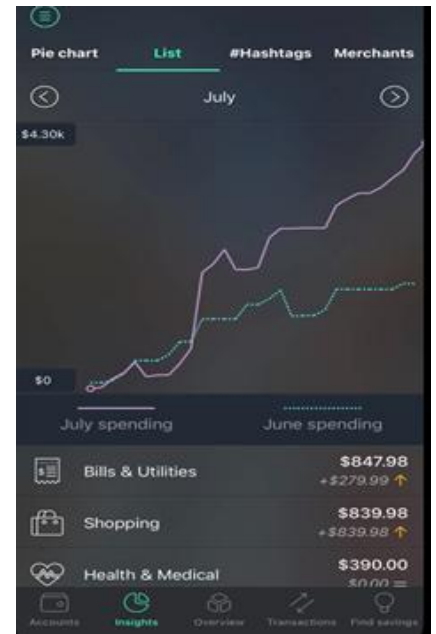 Pie chart List #Hashtags Merchants
July
$4.30k
$0
July spending June spending
$847.98
Bills & Utilities
+$279.99 ↑
$839.98
Shopping
+$839.98 ↑
$390.00
Health & Medical
$0.00 =
Accounts Insights Overview Transactions Find savings